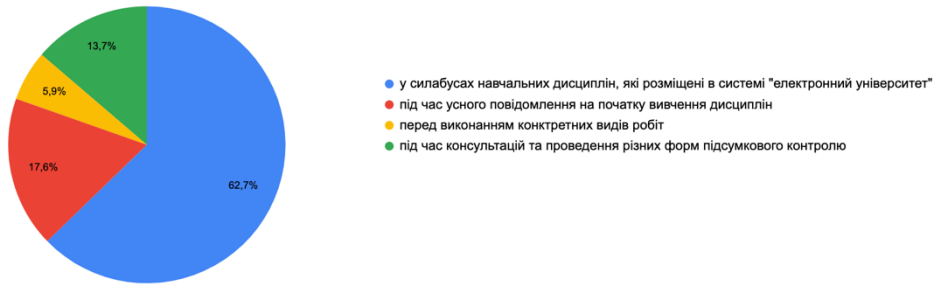 13,7%
5,9%
17,6%
62,7%
у силабусах навчальних дисциплін, які розміщені в системі "електронний університет"
під час усного повідомлення на початку вивчення дисциплін
перед виконанням конктретних видів робіт
під час консультацій та проведення різних форм підсумкового контролю